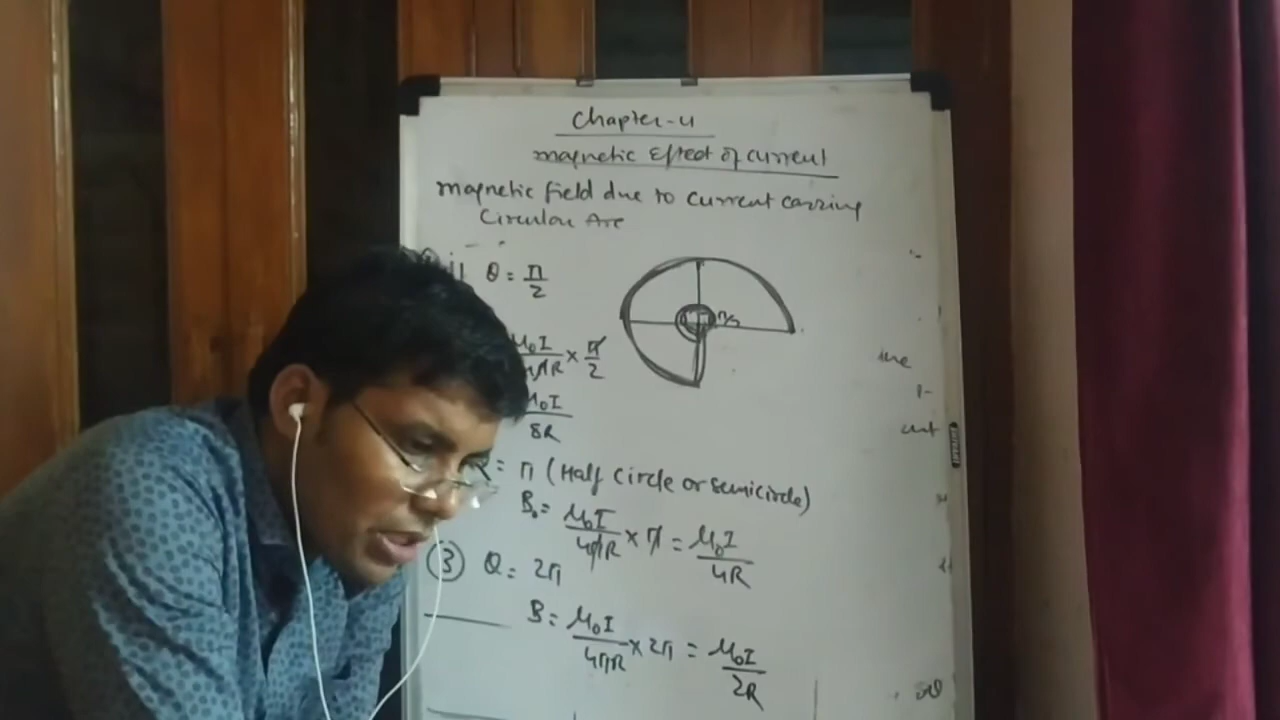 Chapter-4
magnetic Effect of current
magnetic field due to current carring
Circular Arc
θ = π/2
μ₀I/4πR × π/2
μ₀I/8R
= π (Half circle or semicircle)
B₀ = μ₀I/4πR × π = μ₀I/4R
③ θ = 2π
B = μ₀I/4πR × 2π = μ₀I/2R